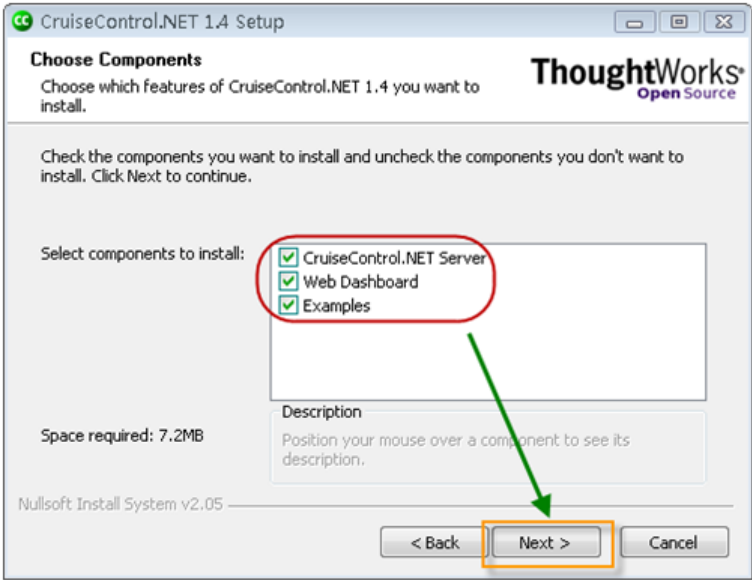 CruiseControl.NET 1.4 Setup
Choose Components
Choose which features of CruiseControl.NET 1.4 you want to
install.
ThoughtWorks
Open Source
Check the components you want to install and uncheck the components you don't want to
install. Click Next to continue.
Select components to install:
CruiseControl.NET Server
Web Dashboard
Examples
Space required: 7.2MB
Description
Position your mouse over a component to see its
description.
Nullsoft Install System v2.05
< Back
Next >
Cancel